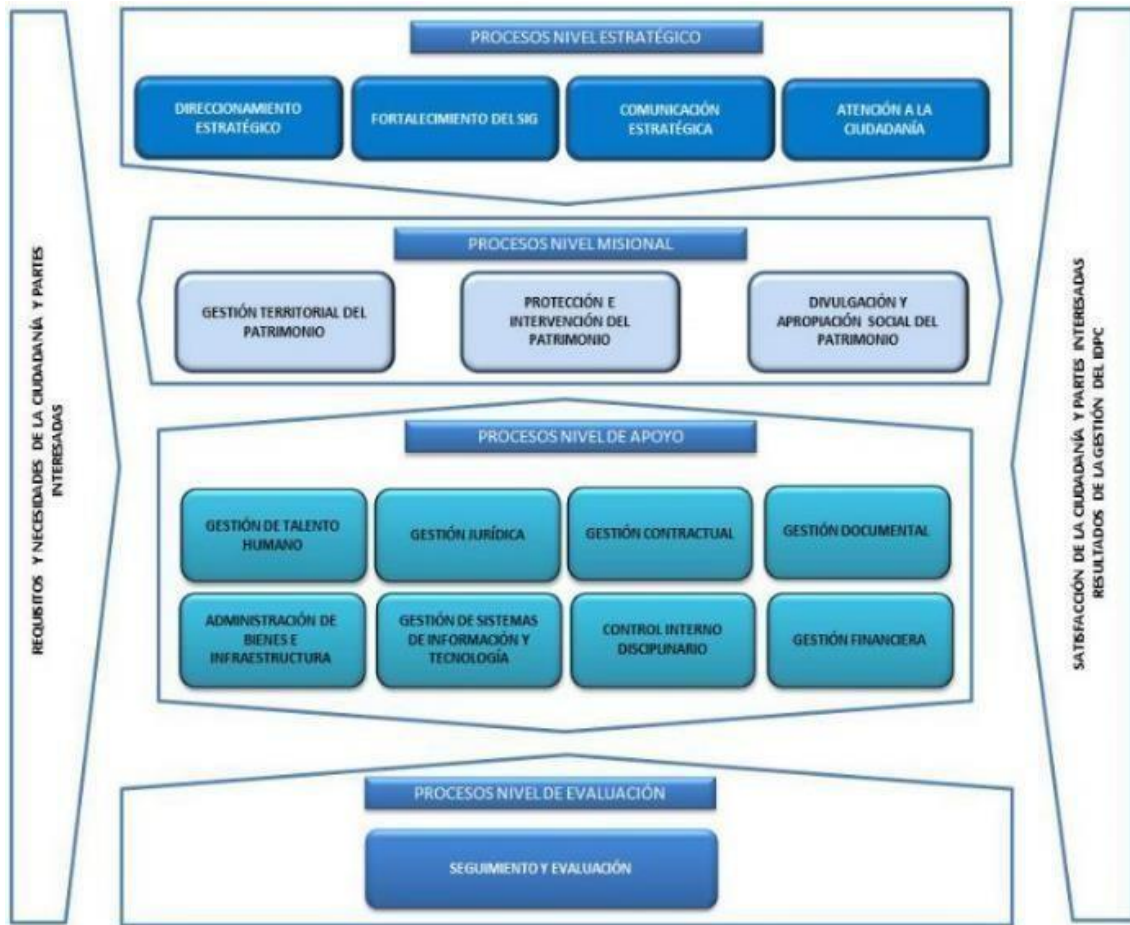 PROCESOS NIVEL ESTRATÉGICO
DIRECCIONAMIENTO
ESTRATÉGICO
FORTALECIMIENTO DEL SIG
COMUNICACIÓN
ESTRATÉGICA
ATENCIÓN A LA
CIUDADANÍA
REQUISITOS Y NECESIDADES DE LA CIUDADANÍA Y PARTES
INTERESADAS
PROCESOS NIVEL MISIONAL
GESTIÓN TERRITORIAL DEL
PATRIMONIO
PROTECCIÓN E
INTERVENCIÓN DEL
PATRIMONIO
DIVULGACIÓN Y
APROPIACIÓN SOCIAL DEL
PATRIMONIO
PROCESOS NIVEL DE APOYO
GESTIÓN DE TALENTO
HUMANO
GESTIÓN JURÍDICA
GESTIÓN CONTRACTUAL
GESTIÓN DOCUMENTAL
ADMINISTRACIÓN DE
BIENES E
INFRAESTRUCTURA
GESTIÓN DE SISTEMAS
DE INFORMACIÓN Y
TECNOLOGÍA
CONTROL INTERNO
DISCIPLINARIO
GESTIÓN FINANCIERA
PROCESOS NIVEL DE EVALUACIÓN
SEGUIMIENTO Y EVALUACIÓN
SATISFACCIÓN DE LA CIUDADANÍA Y PARTES INTERESADAS
RESULTADOS DE LA GESTIÓN DEL IDPC